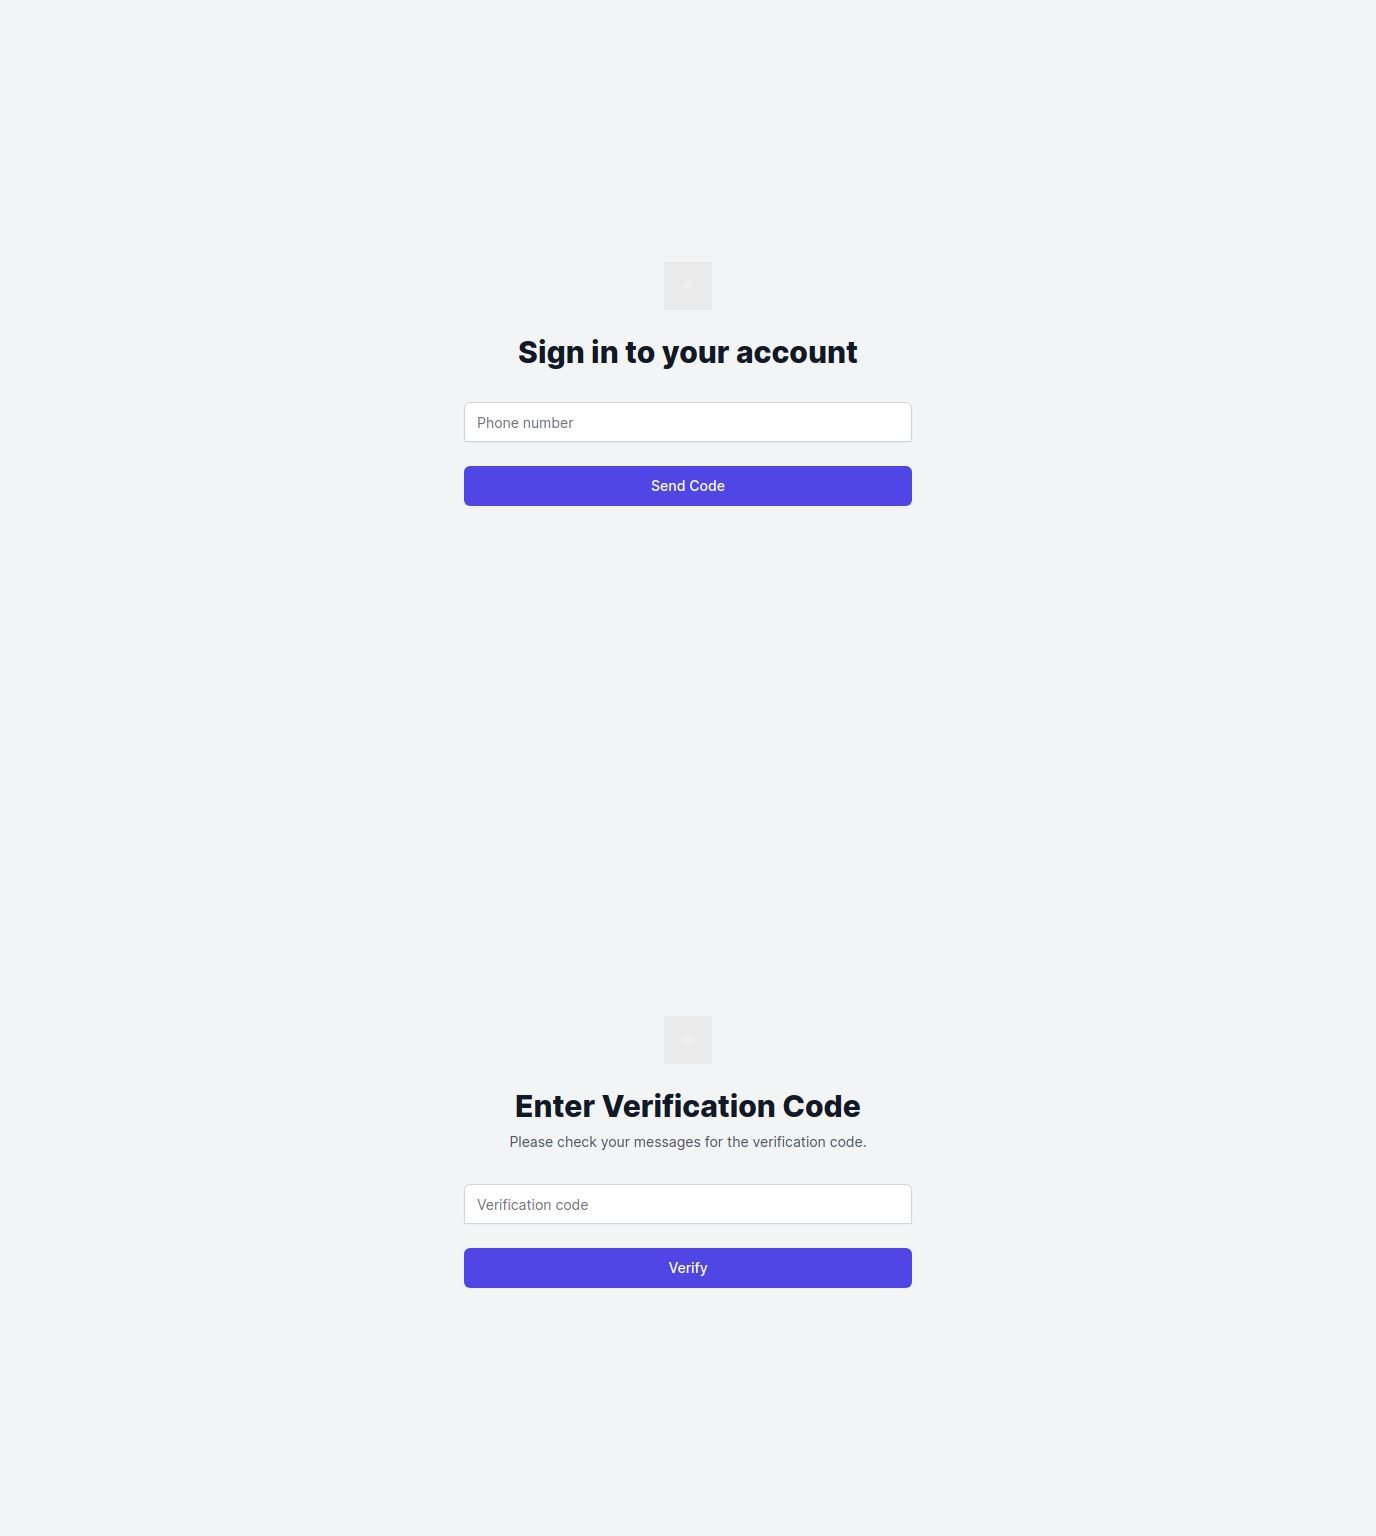 Sign in to your account
Phone number
Send Code
Enter Verification Code
Please check your messages for the verification code.
Verification code
Verify